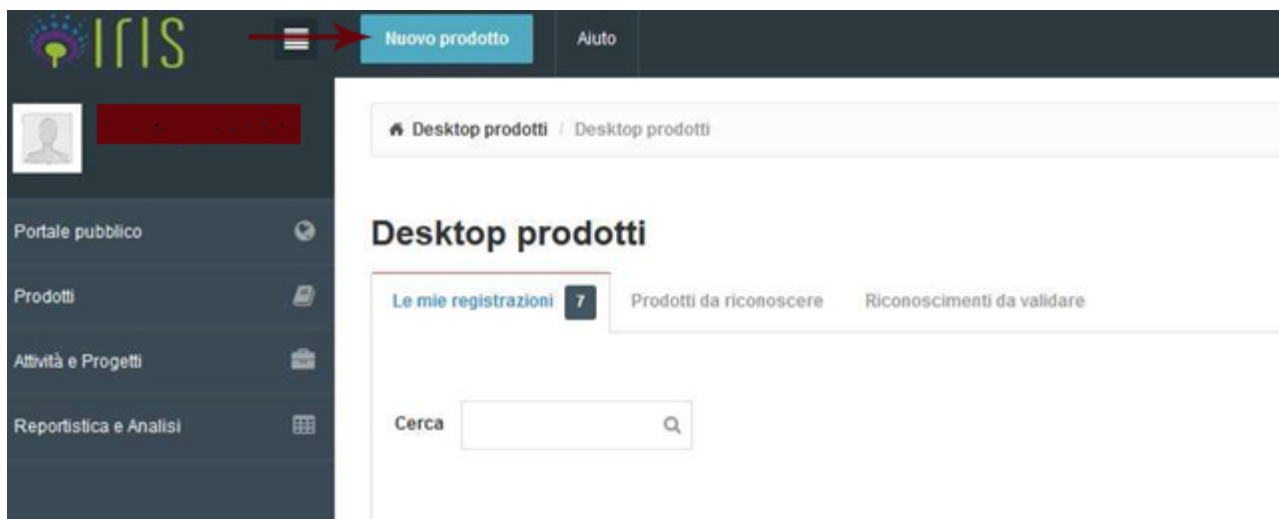 IRIS
Nuovo prodotto
Aiuto
Desktop prodotti / Desktop prodotti
Portale pubblico
Prodotti
Attività e Progetti
Reportistica e Analisi
Desktop prodotti
Le mie registrazioni 7
Prodotti da riconoscere
Riconoscimenti da validare
Cerca